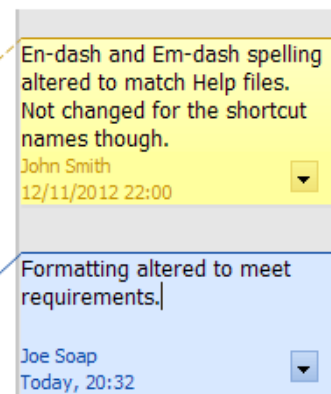 En-dash and Em-dash spelling
altered to match Help files.
Not changed for the shortcut
names though.
John Smith
12/11/2012 22:00
Formatting altered to meet
requirements.
Joe Soap
Today, 20:32